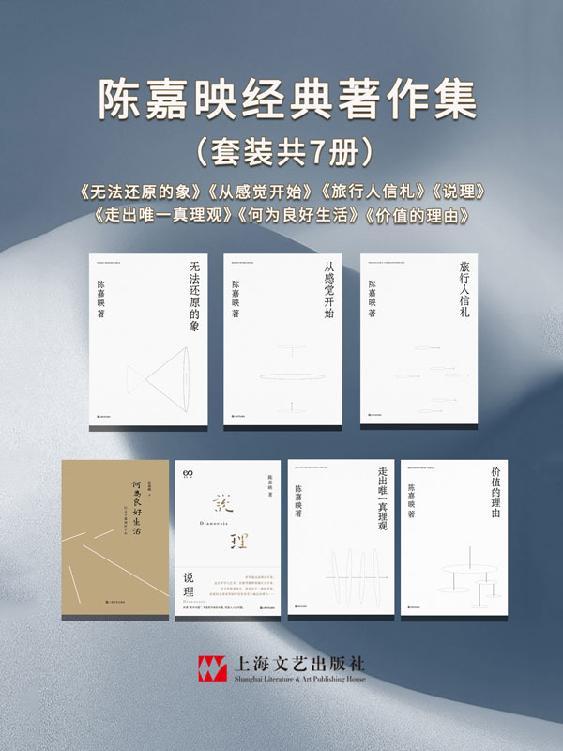 陈嘉映经典著作集
（套装共7册）
《无法还原的象》《从感觉开始》《旅行人信札》《说理》
《走出唯一真理观》《何为良好生活》《价值的理由》
无法还原的象
陈嘉映 著
从感觉开始
陈嘉映 著
旅行人信札
陈嘉映 著
何為良好生活
說理
Dianoesis
陈嘉映 著
说理
走出唯一真理观
陈嘉映 著
价值的理由
陈嘉映 著
上海文艺出版社
Shanghai Literature & Art Publishing House